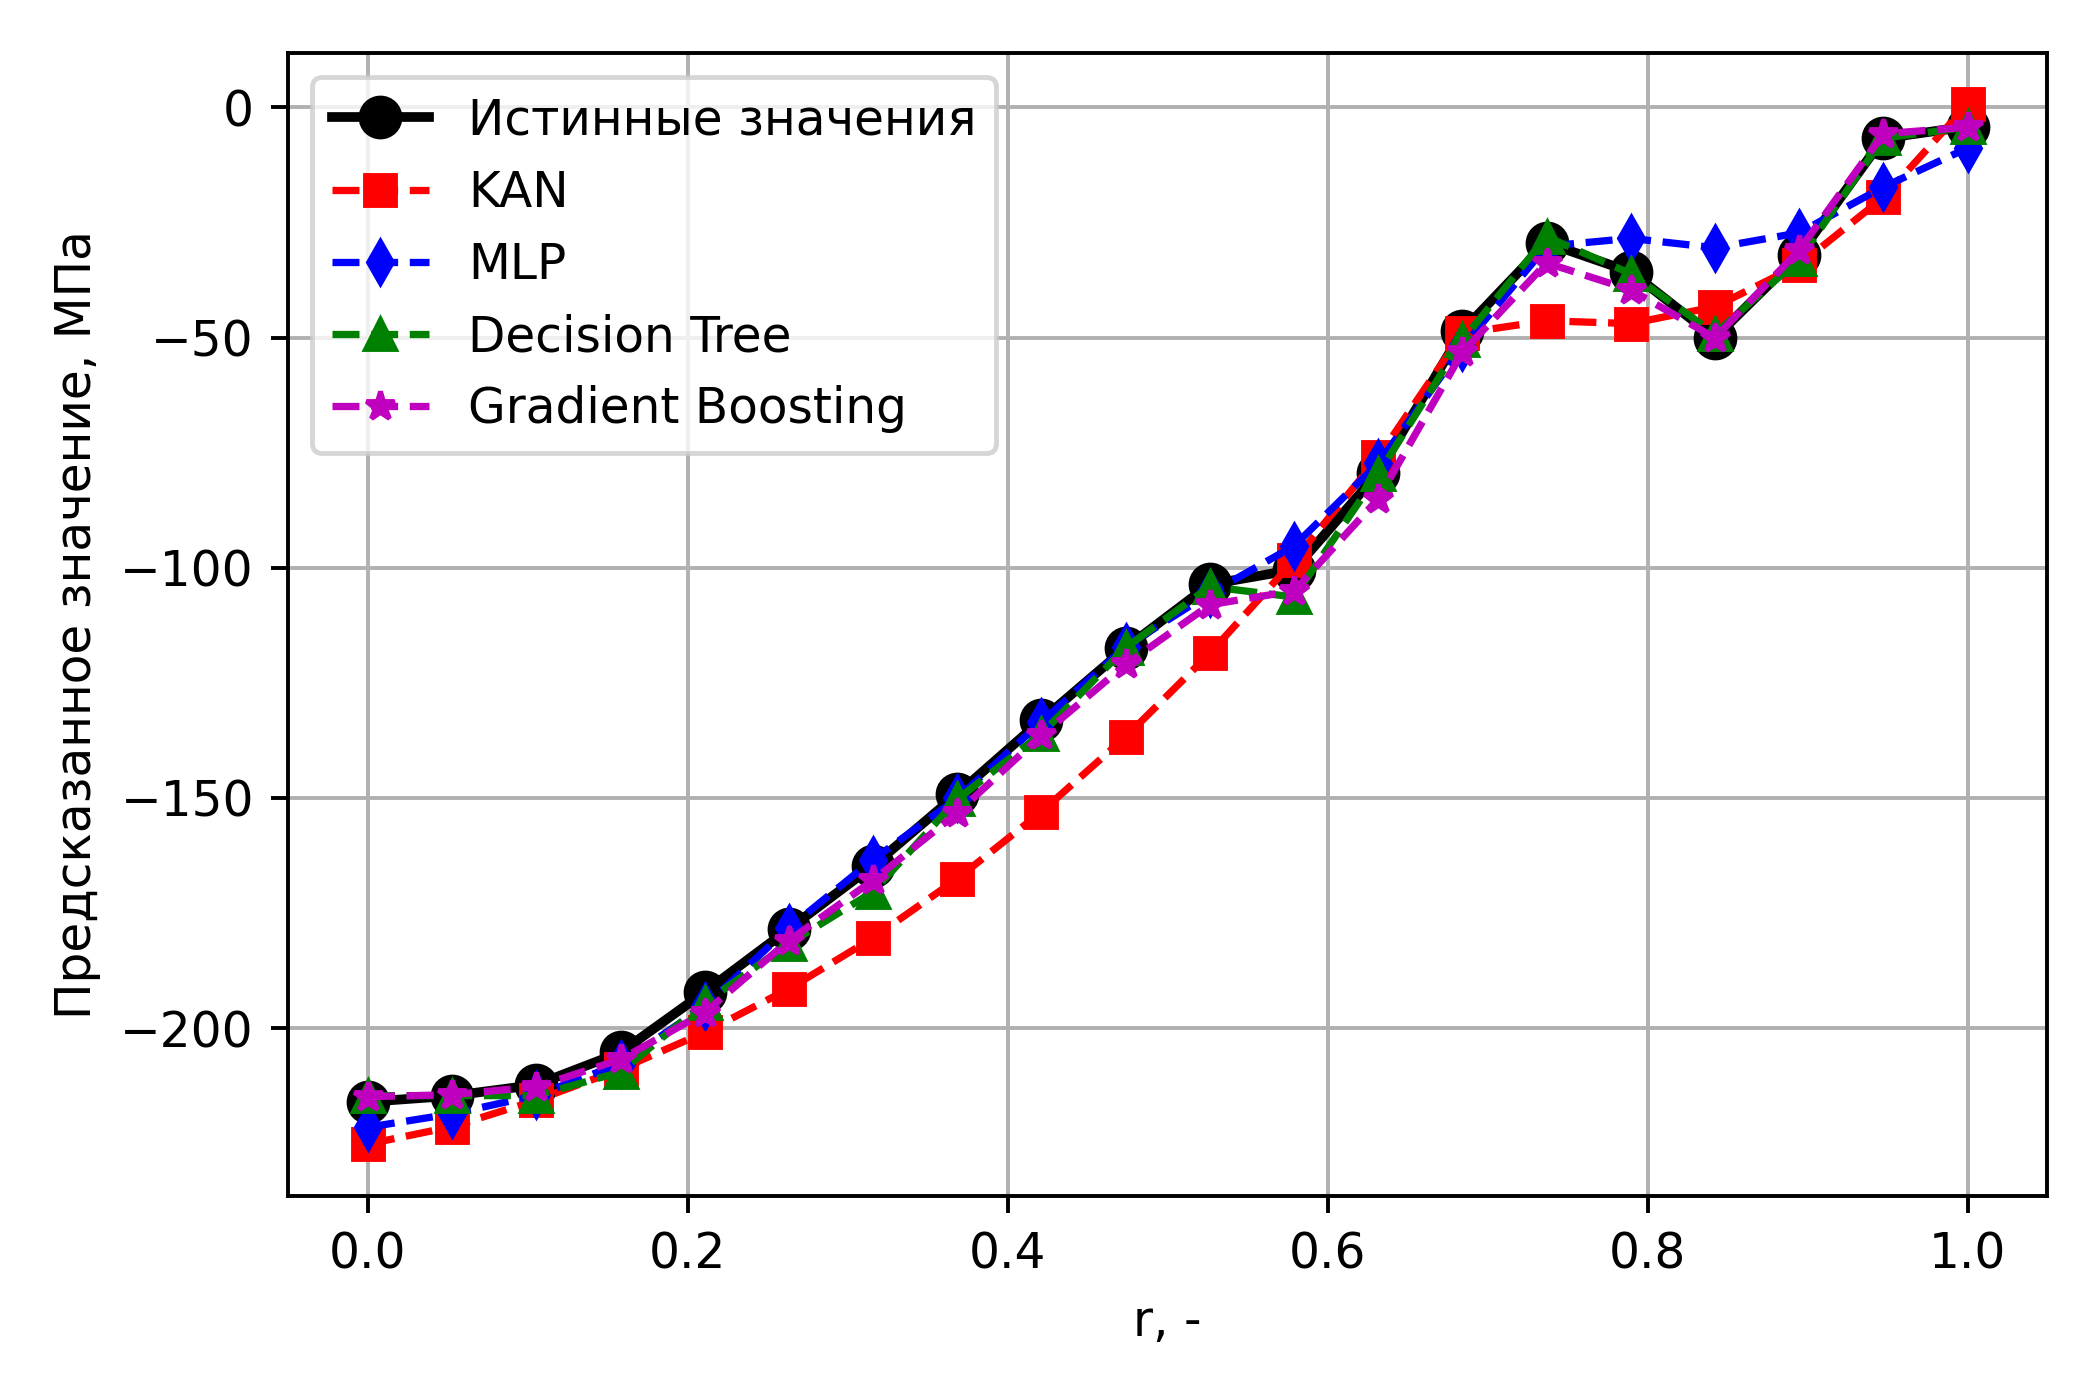 Истинные значения
KAN
MLP
Decision Tree
Gradient Boosting
Предсказанное значение, МПа
0
−50
−100
−150
−200
0.0 0.2 0.4 0.6 0.8 1.0
r, -